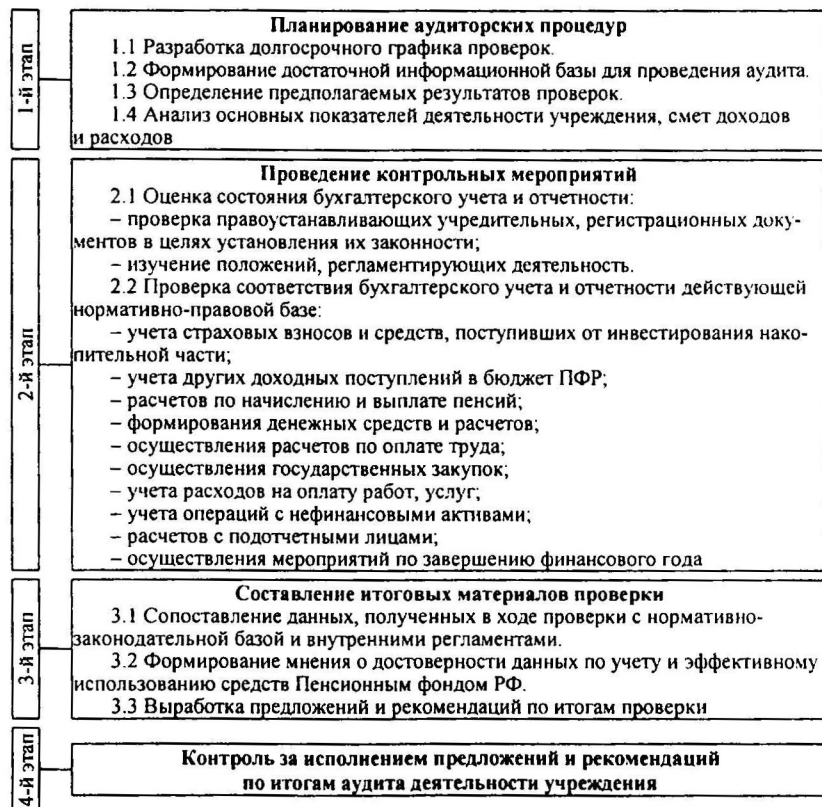 1-й этап
Планирование аудиторских процедур
1.1 Разработка долгосрочного графика проверок.
1.2 Формирование достаточной информационной базы для проведения аудита.
1.3 Определение предполагаемых результатов проверок.
1.4 Анализ основных показателей деятельности учреждения, смет доходов
и расходов
2-й этап
Проведение контрольных мероприятий
2.1 Оценка состояния бухгалтерского учета и отчетности:
– проверка правоустанавливающих учредительных, регистрационных доку-
ментов в целях установления их законности;
– изучение положений, регламентирующих деятельность.
2.2 Проверка соответствия бухгалтерского учета и отчетности действующей
нормативно-правовой базе:
– учета страховых взносов и средств, поступивших от инвестирования нако-
пительной части;
– учета других доходных поступлений в бюджет ПФР;
– расчетов по начислению и выплате пенсий;
– формирования денежных средств и расчетов;
– осуществления расчетов по оплате труда;
– осуществления государственных закупок;
– учета расходов на оплату работ, услуг;
– учета операций с нефинансовыми активами;
– расчетов с подотчетными лицами;
– осуществления мероприятий по завершению финансового года
3-й этап
Составление итоговых материалов проверки
3.1 Сопоставление данных, полученных в ходе проверки с нормативно-
законодательной базой и внутренними регламентами.
3.2 Формирование мнения о достоверности данных по учету и эффективному
использованию средств Пенсионным фондом РФ.
3.3 Выработка предложений и рекомендаций по итогам проверки
4-й этап
Контроль за исполнением предложений и рекомендаций
по итогам аудита деятельности учреждения